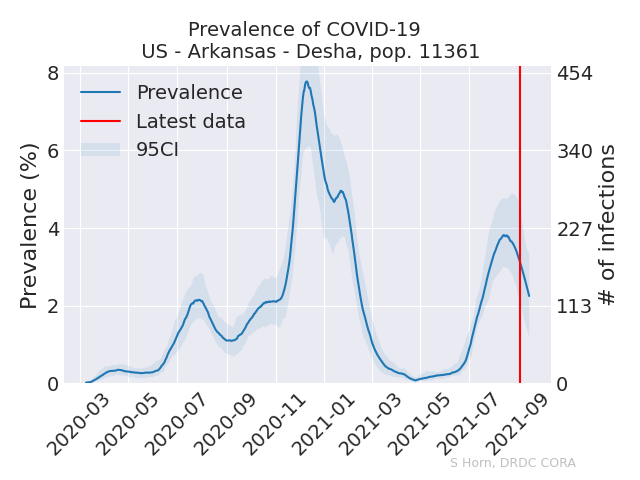 Prevalence of COVID-19
US - Arkansas - Desha, pop. 11361
Prevalence
Latest data
95CI
Prevalence (%)
8
6
4
2
0
454
340
227
113
0
# of infections
2020-03
2020-05
2020-07
2020-09
2020-11
2021-01
2021-03
2021-05
2021-07
2021-09
S Horn, DRDC CORA